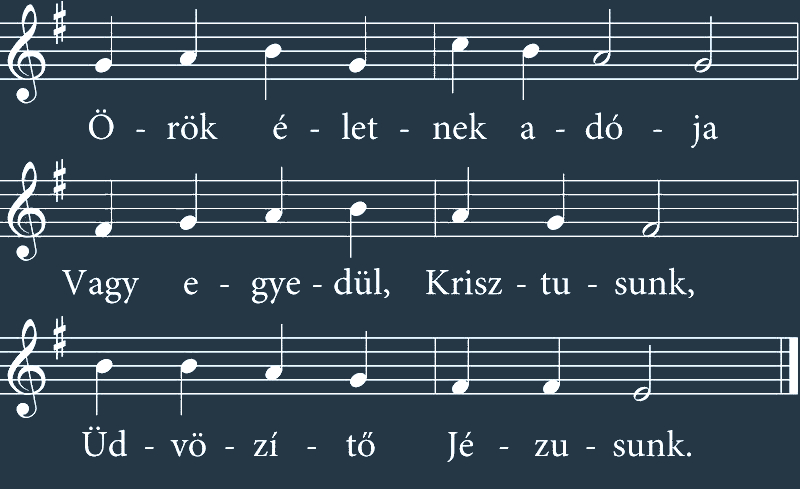 Ö - rök é - let - nek a - dó - ja
Vagy e - gye - dül, Krisz - tu - sunk,
Üd - vö - zí - tő Jé - zu - sunk.